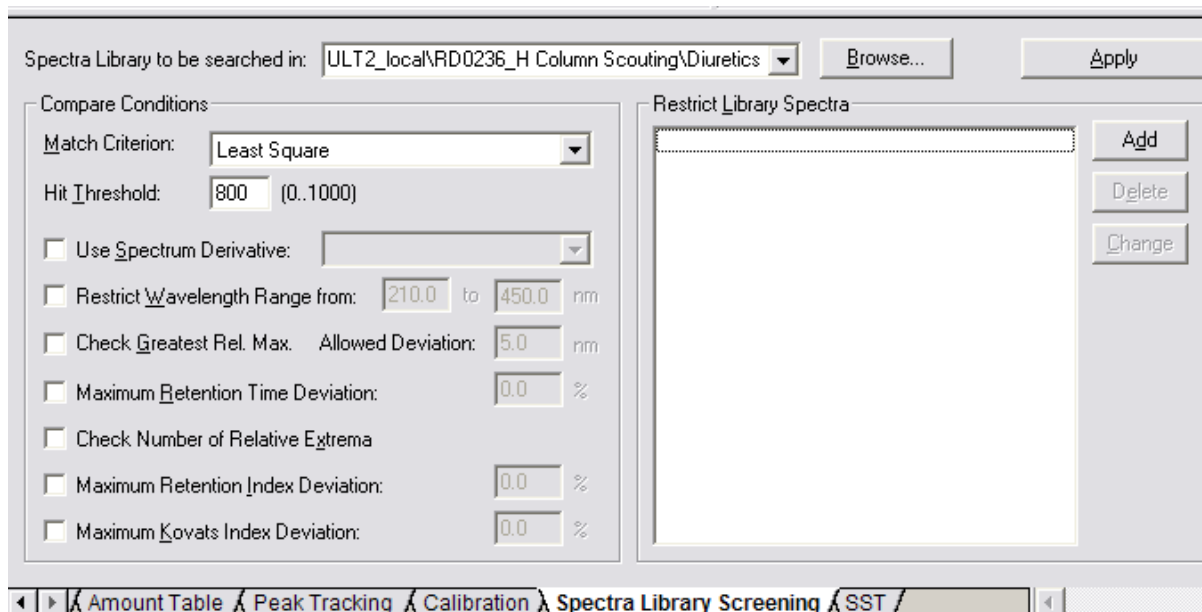 Spectra Library to be searched in: ULT2_local\RD0236_H Column Scouting\Diuretics Browse... Apply
Compare Conditions
Match Criterion: Least Square
Hit Threshold: 800 (0..1000)
Use Spectrum Derivative:
Restrict Wavelength Range from: 210.0 to 450.0 nm
Check Greatest Rel. Max. Allowed Deviation: 5.0 nm
Maximum Retention Time Deviation: 0.0 %
Check Number of Relative Extrema
Maximum Retention Index Deviation: 0.0 %
Maximum Kovats Index Deviation: 0.0 %
Restrict Library Spectra
Add
Delete
Change
Amount Table Peak Tracking Calibration Spectra Library Screening SST